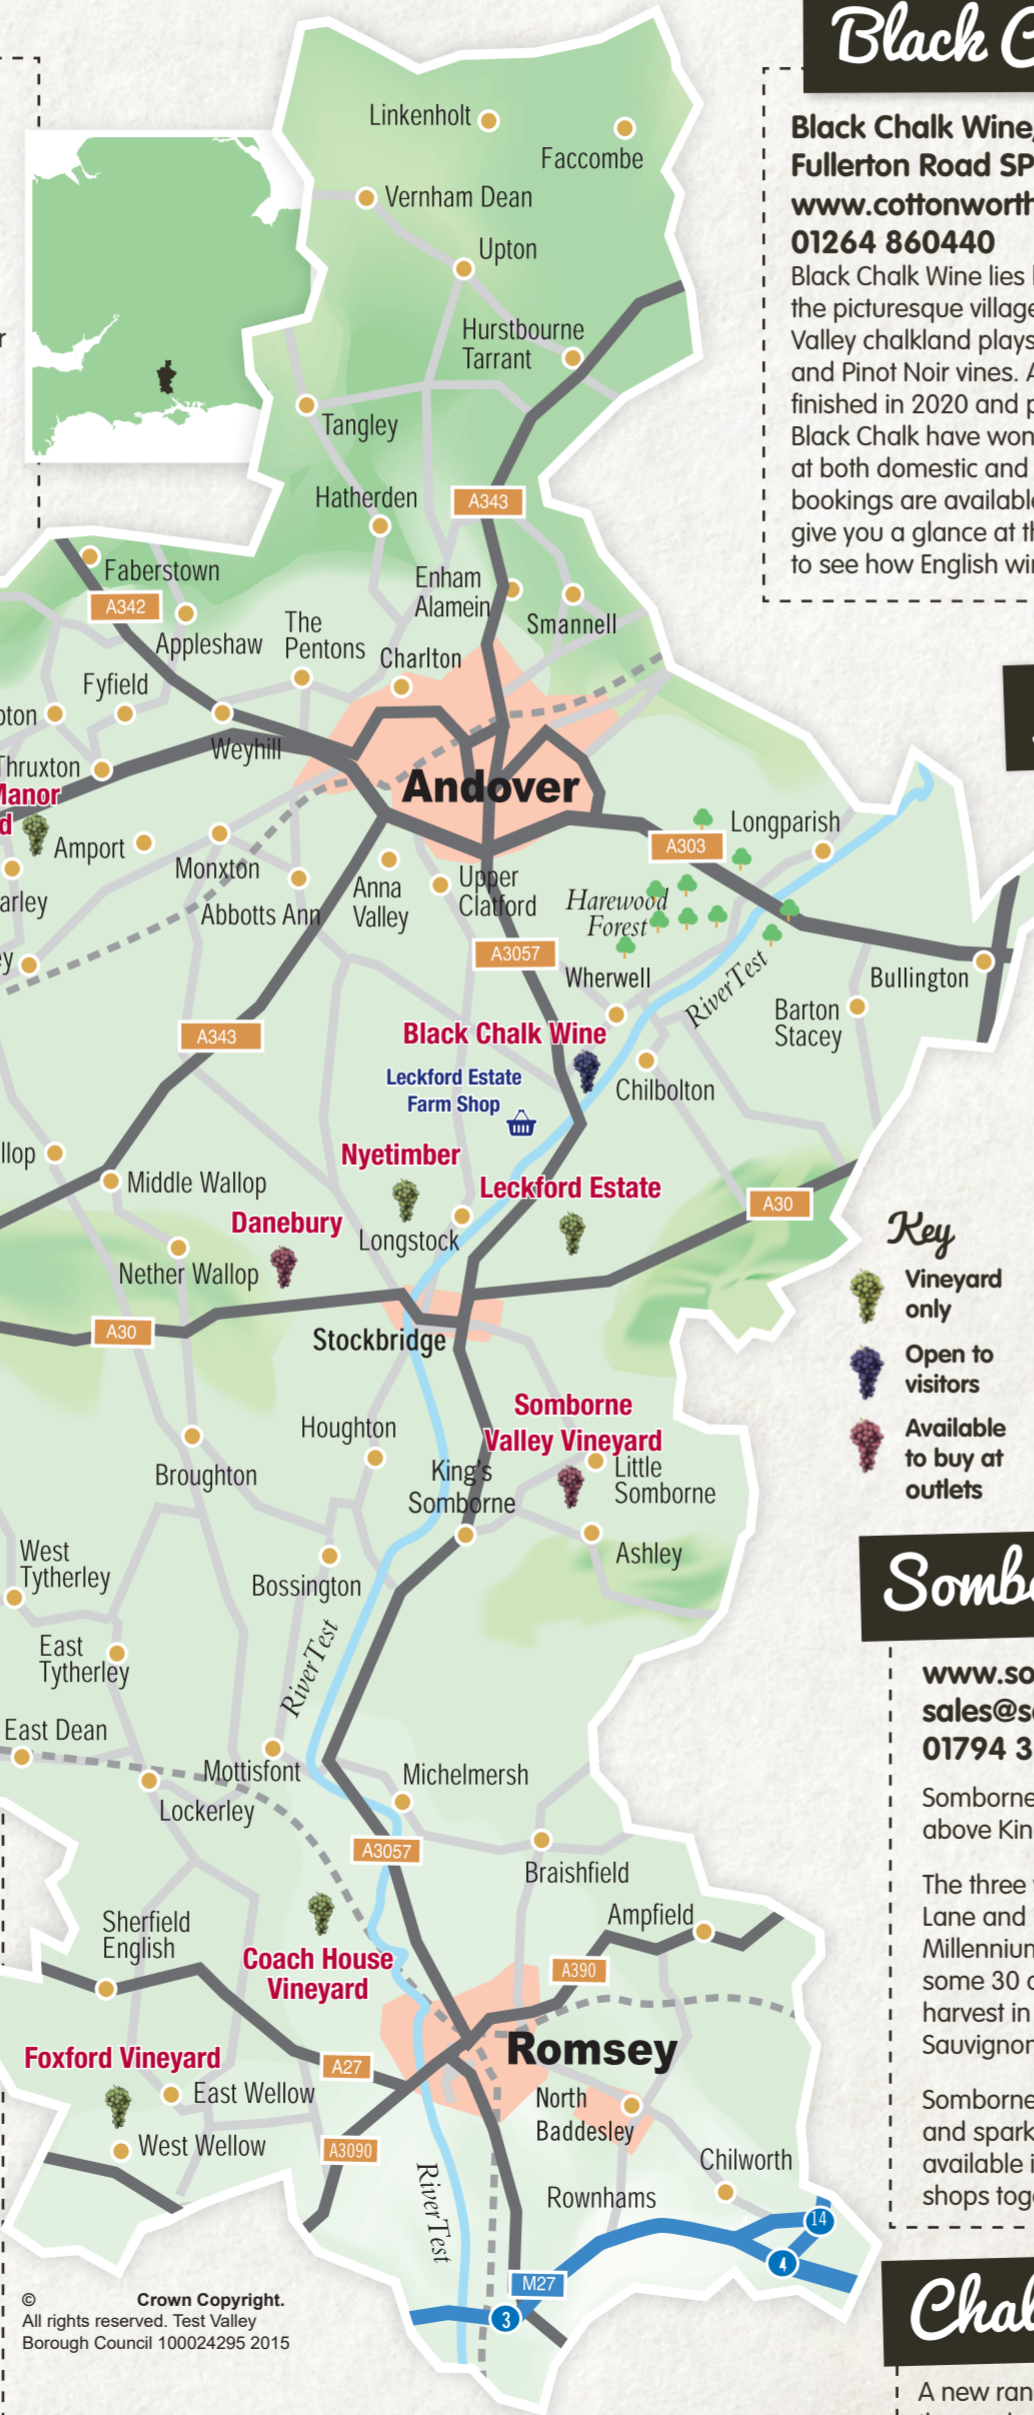 Black
Black Chalk Wine,
Fullerton Road SP
www.cottonworth
01264 860440
Black Chalk Wine lies
the picturesque village
Valley chalkland plays
and Pinot Noir vines. A
finished in 2020 and p
Black Chalk have won
at both domestic and
bookings are available
give you a glance at th
to see how English wi
Linkenholt
Faccombe
Vernham Dean
Upton
Hurstbourne
Tarrant
Tangley
Hatherden
A343
Faberstown
A342
Appleshaw
Enham
Alamein
Smannell
The
Pentons
Charlton
Fyfield
pton
Weyhill
Thruxton
Manor
d
Amport
arley
Andover
Monxton
Abbotts Ann
Anna
Valley
Upper
Clatford
Longparish
A303
Harewood
Forest
ey
A3057
Wherwell
River Test
Bullington
Barton
Stacey
A343
Black Chalk Wine
Leckford Estate
Farm Shop
Chilbolton
llop
Middle Wallop
Nyetimber
Leckford Estate
A30
Danebury
Longstock
Nether Wallop
A30
Stockbridge
Key
Vineyard
only
Open to
visitors
Available
to buy at
outlets
Somborne
Valley Vineyard
Houghton
King's
Somborne
Little
Somborne
Broughton
Ashley
West
Tytherley
Bossington
East
Tytherley
River Test
East Dean
Mottisfont
Michelmersh
Lockerley
A3057
Braishfield
Sherfield
English
Ampfield
Coach House
Vineyard
A390
Romsey
Foxford Vineyard
A27
East Wellow
North
Baddesley
West Wellow
A3090
Chilworth
River Test
Rownhams
14
4
M27
3
© Crown Copyright.
All rights reserved. Test Valley
Borough Council 100024295 2015
Somb
www.so
sales@s
01794 3
Somborne
above Kin
The three
Lane and
Millennium
some 30
harvest in
Sauvignon
Somborne
and spark
available i
shops tog
Chal
A new ran